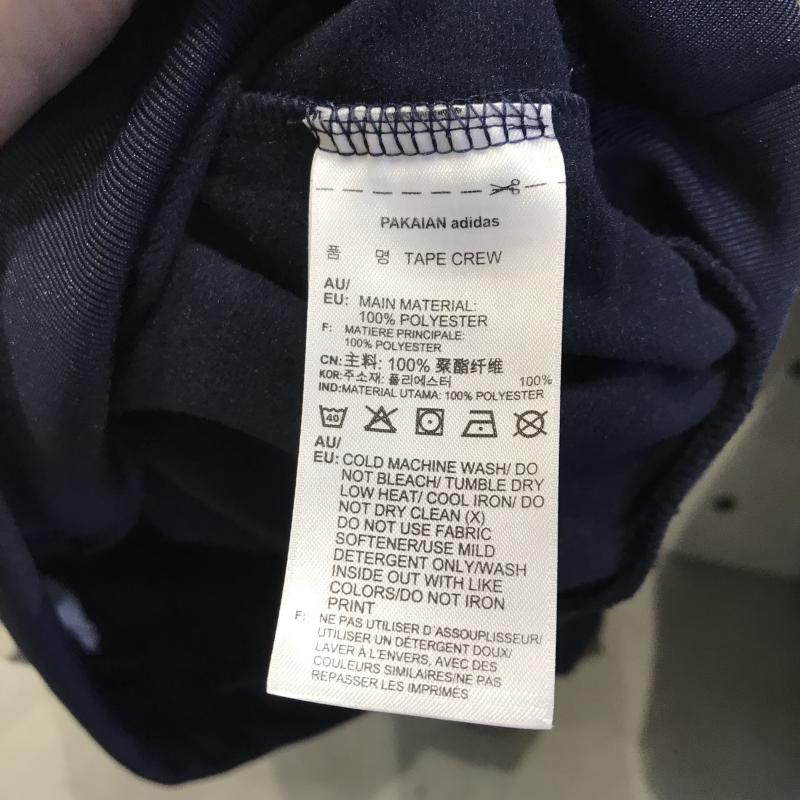 PAKAIAN adidas
품 명 TAPE CREW
AU/
EU: MAIN MATERIAL:
100% POLYESTER
F: MATIERE PRINCIPALE:
100% POLYESTER
CN: 主料: 100% 聚酯纤维
KOR: 주소재: 폴리에스터 100%
IND: MATERIAL UTAMA: 100% POLYESTER
40
AU/
EU: COLD MACHINE WASH/ DO
NOT BLEACH/ TUMBLE DRY
LOW HEAT/ COOL IRON/ DO
NOT DRY CLEAN (X)
DO NOT USE FABRIC
SOFTENER/USE MILD
DETERGENT ONLY/WASH
INSIDE OUT WITH LIKE
COLORS/DO NOT IRON
PRINT
F: NE PAS UTILISER D'ASSOUPLISSEUR/
UTILISER UN DÉTERGENT DOUX/
LAVER À L'ENVERS, AVEC DES
COULEURS SIMILAIRES/NE PAS
REPASSER LES IMPRIMÉS